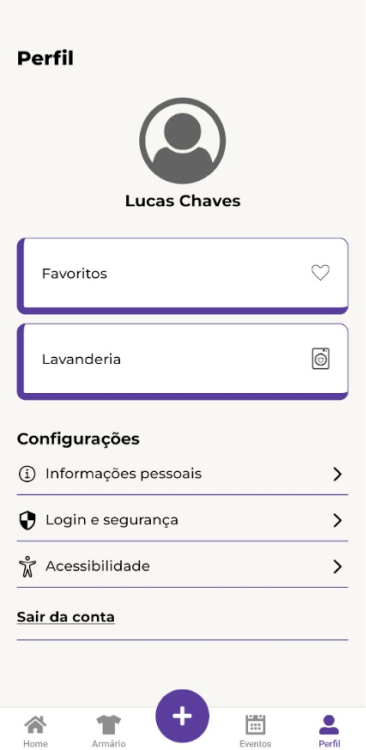 Perfil
Lucas Chaves
Favoritos
Lavanderia
Configurações
Informações pessoais
Login e segurança
Acessibilidade
Sair da conta
Home
Armário
Eventos
Perfil